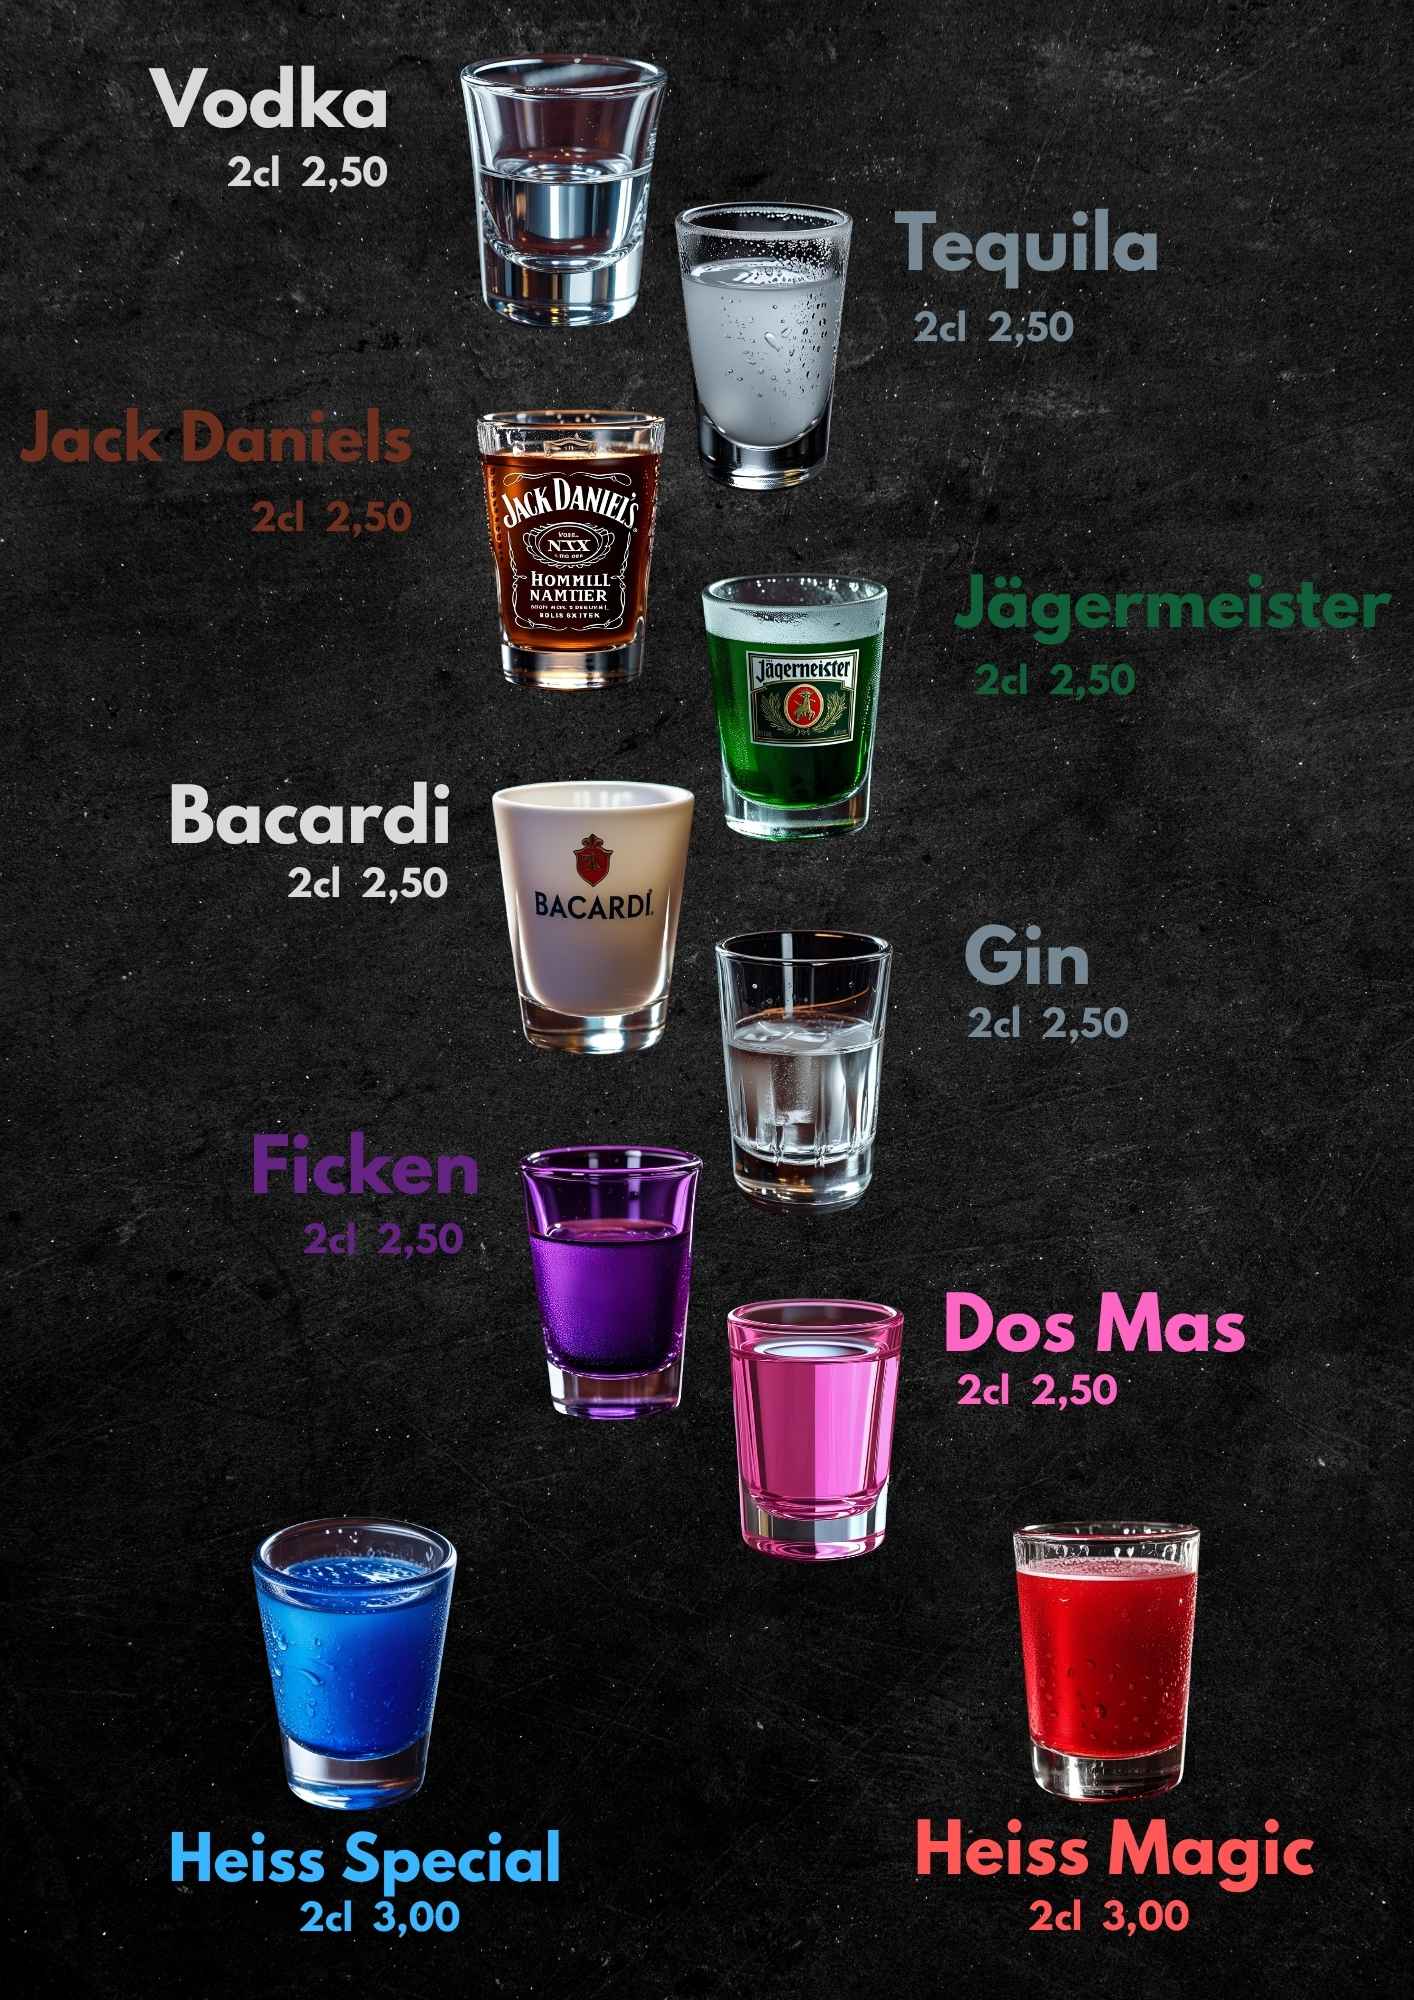 Vodka
2cl 2,50
Tequila
2cl 2,50
Jack Daniels
2cl 2,50
JACK DANIEL'S
NXX
HOMMILL
NAMTIER
Jägermeister
2cl 2,50
Jägermeister
Bacardi
2cl 2,50
BACARDI
Gin
2cl 2,50
Ficken
2cl 2,50
Dos Mas
2cl 2,50
Heiss Special
2cl 3,00
Heiss Magic
2cl 3,00